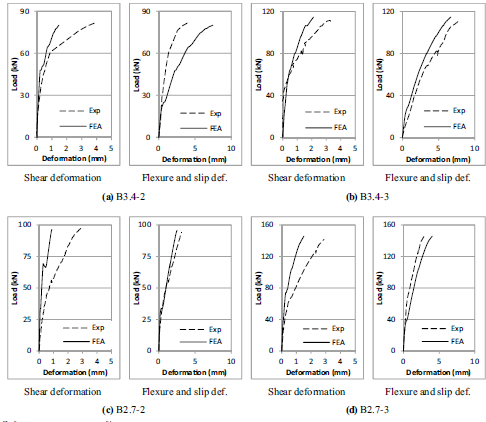 90
60
30
0
Load (kN)
Exp
FEA
0 1 2 3 4 5
Deformation (mm)
Shear deformation
90
60
30
0
Load (kN)
Exp
FEA
0 5 10
Deformation (mm)
Flexure and slip def.
(a) B3.4-2
120
80
40
0
Load (kN)
Exp
FEA
0 1 2 3 4 5
Deformation (mm)
Shear deformation
120
80
40
0
Load (kN)
Exp
FEA
0 5 10
Deformation (mm)
Flexure and slip def.
(b) B3.4-3
100
75
50
25
0
Load (kN)
Exp
FEA
0 1 2 3 4 5
Deformation (mm)
Shear deformation
100
75
50
25
0
Load (kN)
Exp
FEA
0 5 10
Deformation (mm)
Flexure and slip def.
(c) B2.7-2
160
120
80
40
0
Load (kN)
Exp
FEA
0 1 2 3 4 5
Deformation (mm)
Shear deformation
160
120
80
40
0
Load (kN)
Exp
FEA
0 5 10
Deformation (mm)
Flexure and slip def.
(d) B2.7-3